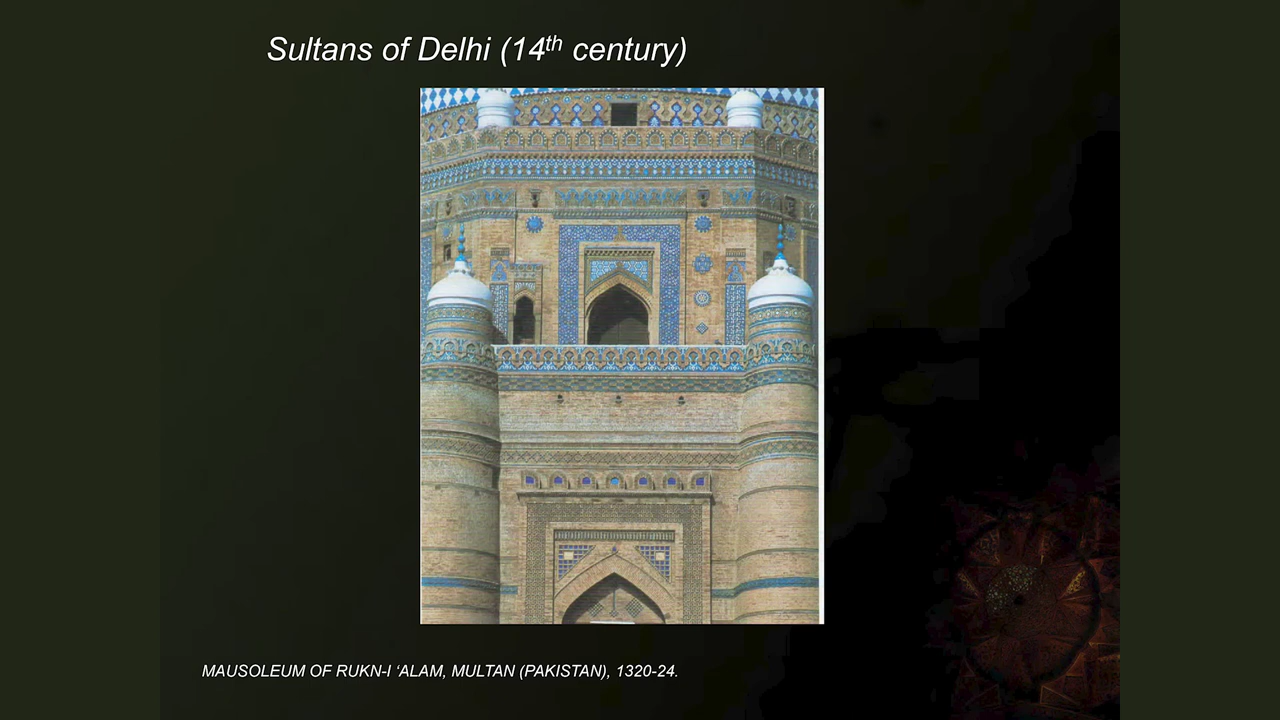 Sultans of Delhi (14th century)
MAUSOLEUM OF RUKN-I ‘ALAM, MULTAN (PAKISTAN), 1320-24.